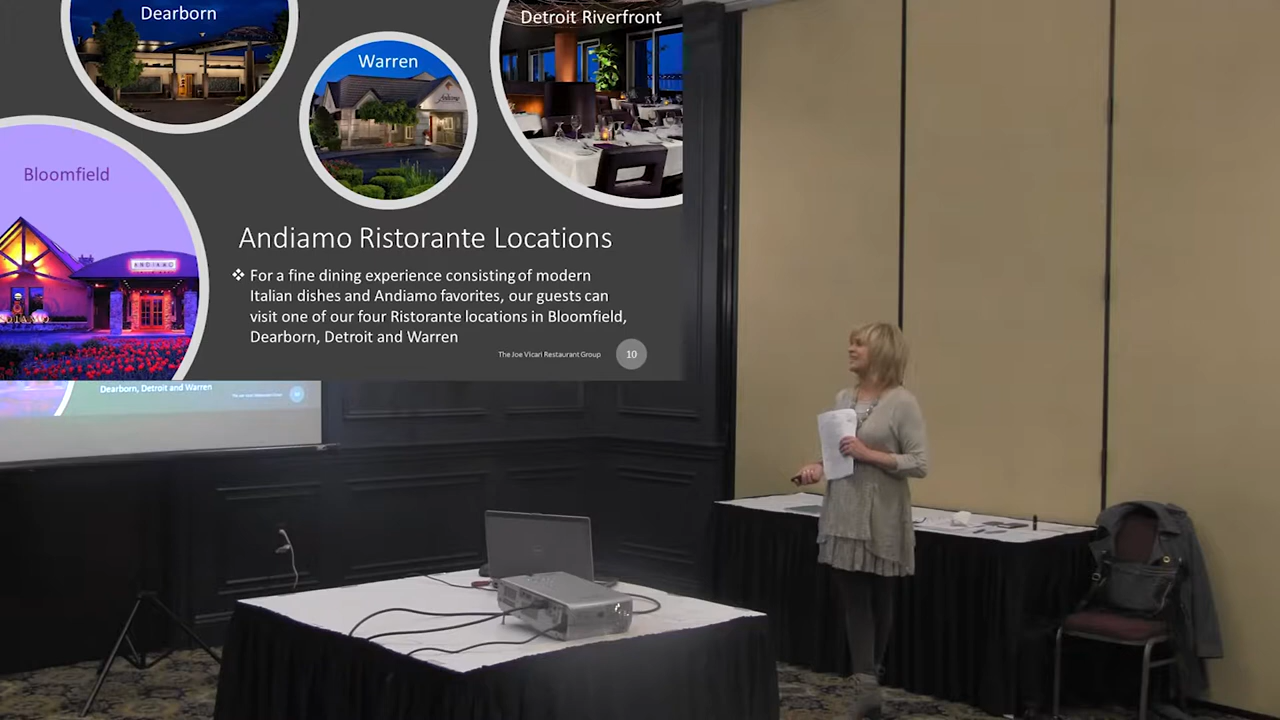 Dearborn
Detroit Riverfront
Warren
Andiamo
Bloomfield
ANDIAMO
Andiamo Ristorante Locations
❖ For a fine dining experience consisting of modern
Italian dishes and Andiamo favorites, our guests can
visit one of our four Ristorante locations in Bloomfield,
Dearborn, Detroit and Warren
The Joe Vicari Restaurant Group
10
Dearborn, Detroit and Warren